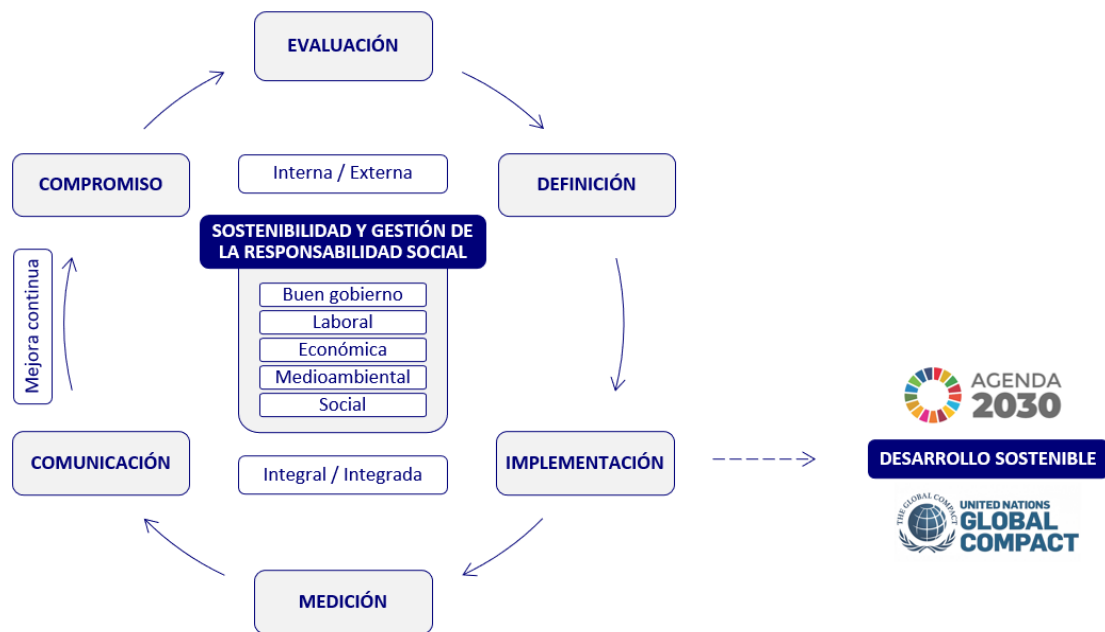 EVALUACIÓN
COMPROMISO
Interna / Externa
DEFINICIÓN
SOSTENIBILIDAD Y GESTIÓN DE
LA RESPONSABILIDAD SOCIAL
Mejora continua
Buen gobierno
Laboral
Económica
Medioambiental
Social
AGENDA
2030
COMUNICACIÓN
Integral / Integrada
IMPLEMENTACIÓN
DESARROLLO SOSTENIBLE
THE GLOBAL COMPACT
UNITED NATIONS
GLOBAL
COMPACT
MEDICIÓN